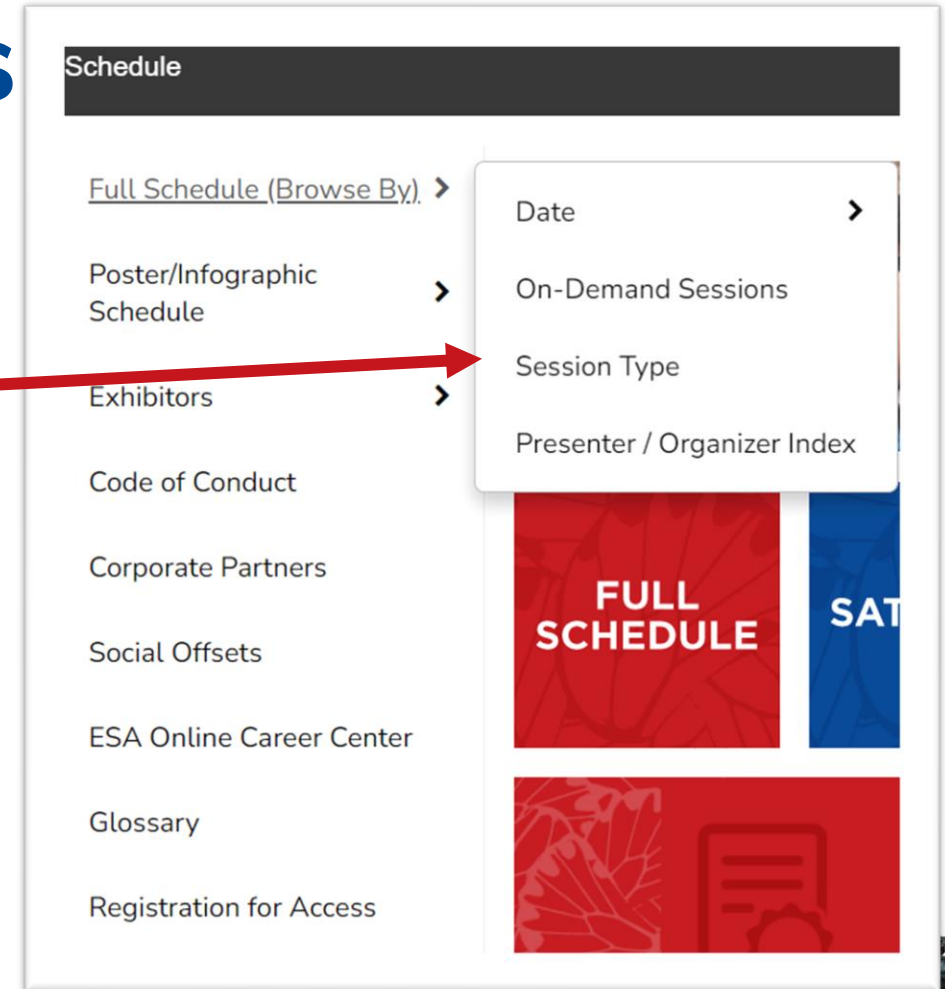 s
Schedule
Full Schedule (Browse By)
Poster/Infographic
Schedule
Exhibitors
Code of Conduct
Corporate Partners
Social Offsets
ESA Online Career Center
Glossary
Registration for Access
Date
On-Demand Sessions
Session Type
Presenter / Organizer Index
FULL
SCHEDULE
SAT